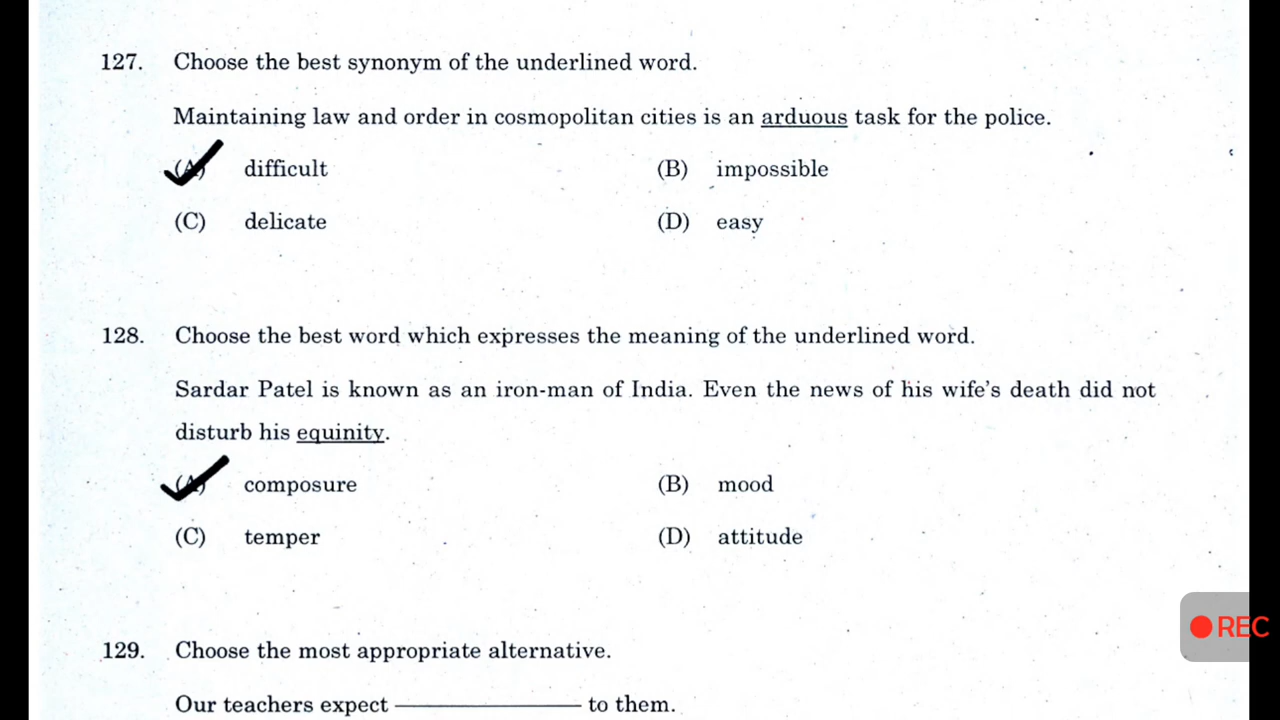 127. Choose the best synonym of the underlined word.
Maintaining law and order in cosmopolitan cities is an arduous task for the police.
(A) difficult (B) impossible
(C) delicate (D) easy
128. Choose the best word which expresses the meaning of the underlined word.
Sardar Patel is known as an iron-man of India. Even the news of his wife's death did not
disturb his equinity.
(A) composure (B) mood
(C) temper (D) attitude
129. Choose the most appropriate alternative.
Our teachers expect —————— to them.
REC